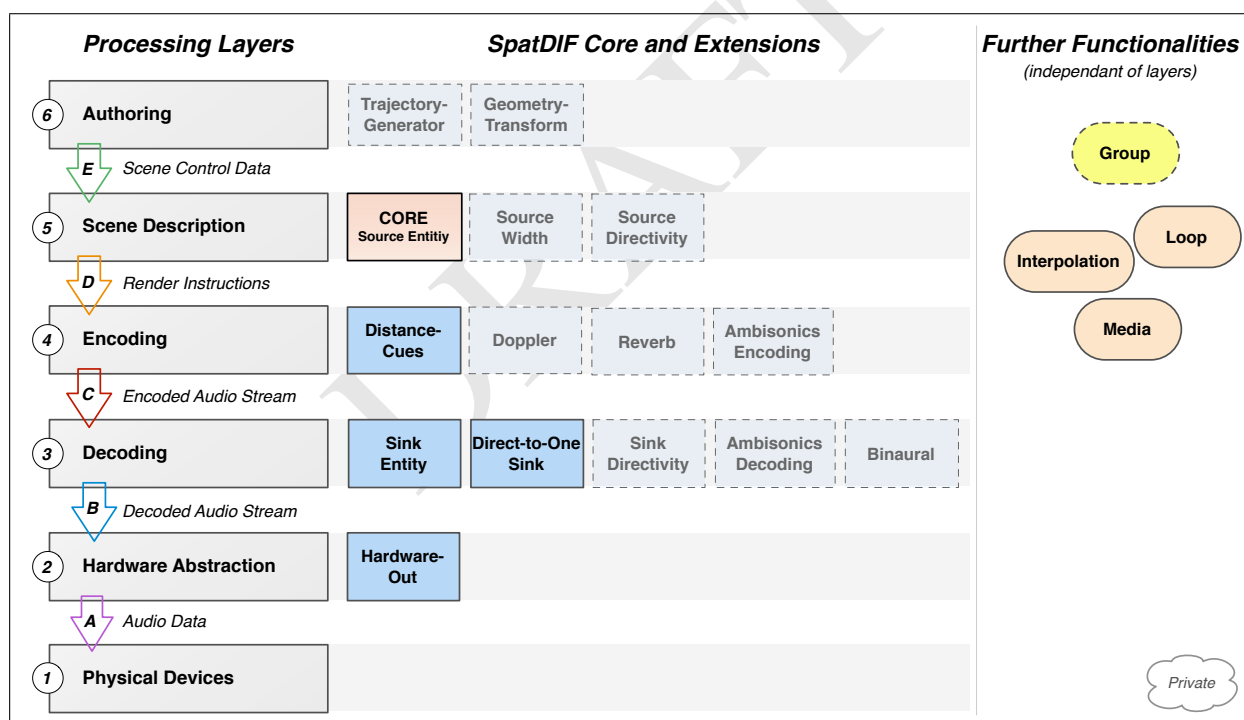 Processing Layers
SpatDIF Core and Extensions
Further Functionalities
(independant of layers)
6
Authoring
Trajectory-
Generator
Geometry-
Transform
E
Scene Control Data
Group
5
Scene Description
CORE
Source Entitiy
Source
Width
Source
Directivity
Loop
Interpolation
D
Render Instructions
Media
4
Encoding
Distance-
Cues
Doppler
Reverb
Ambisonics
Encoding
C
Encoded Audio Stream
3
Decoding
Sink
Entity
Direct-to-One
Sink
Sink
Directivity
Ambisonics
Decoding
Binaural
B
Decoded Audio Stream
2
Hardware Abstraction
Hardware-
Out
A
Audio Data
1
Physical Devices
Private
DRAFT